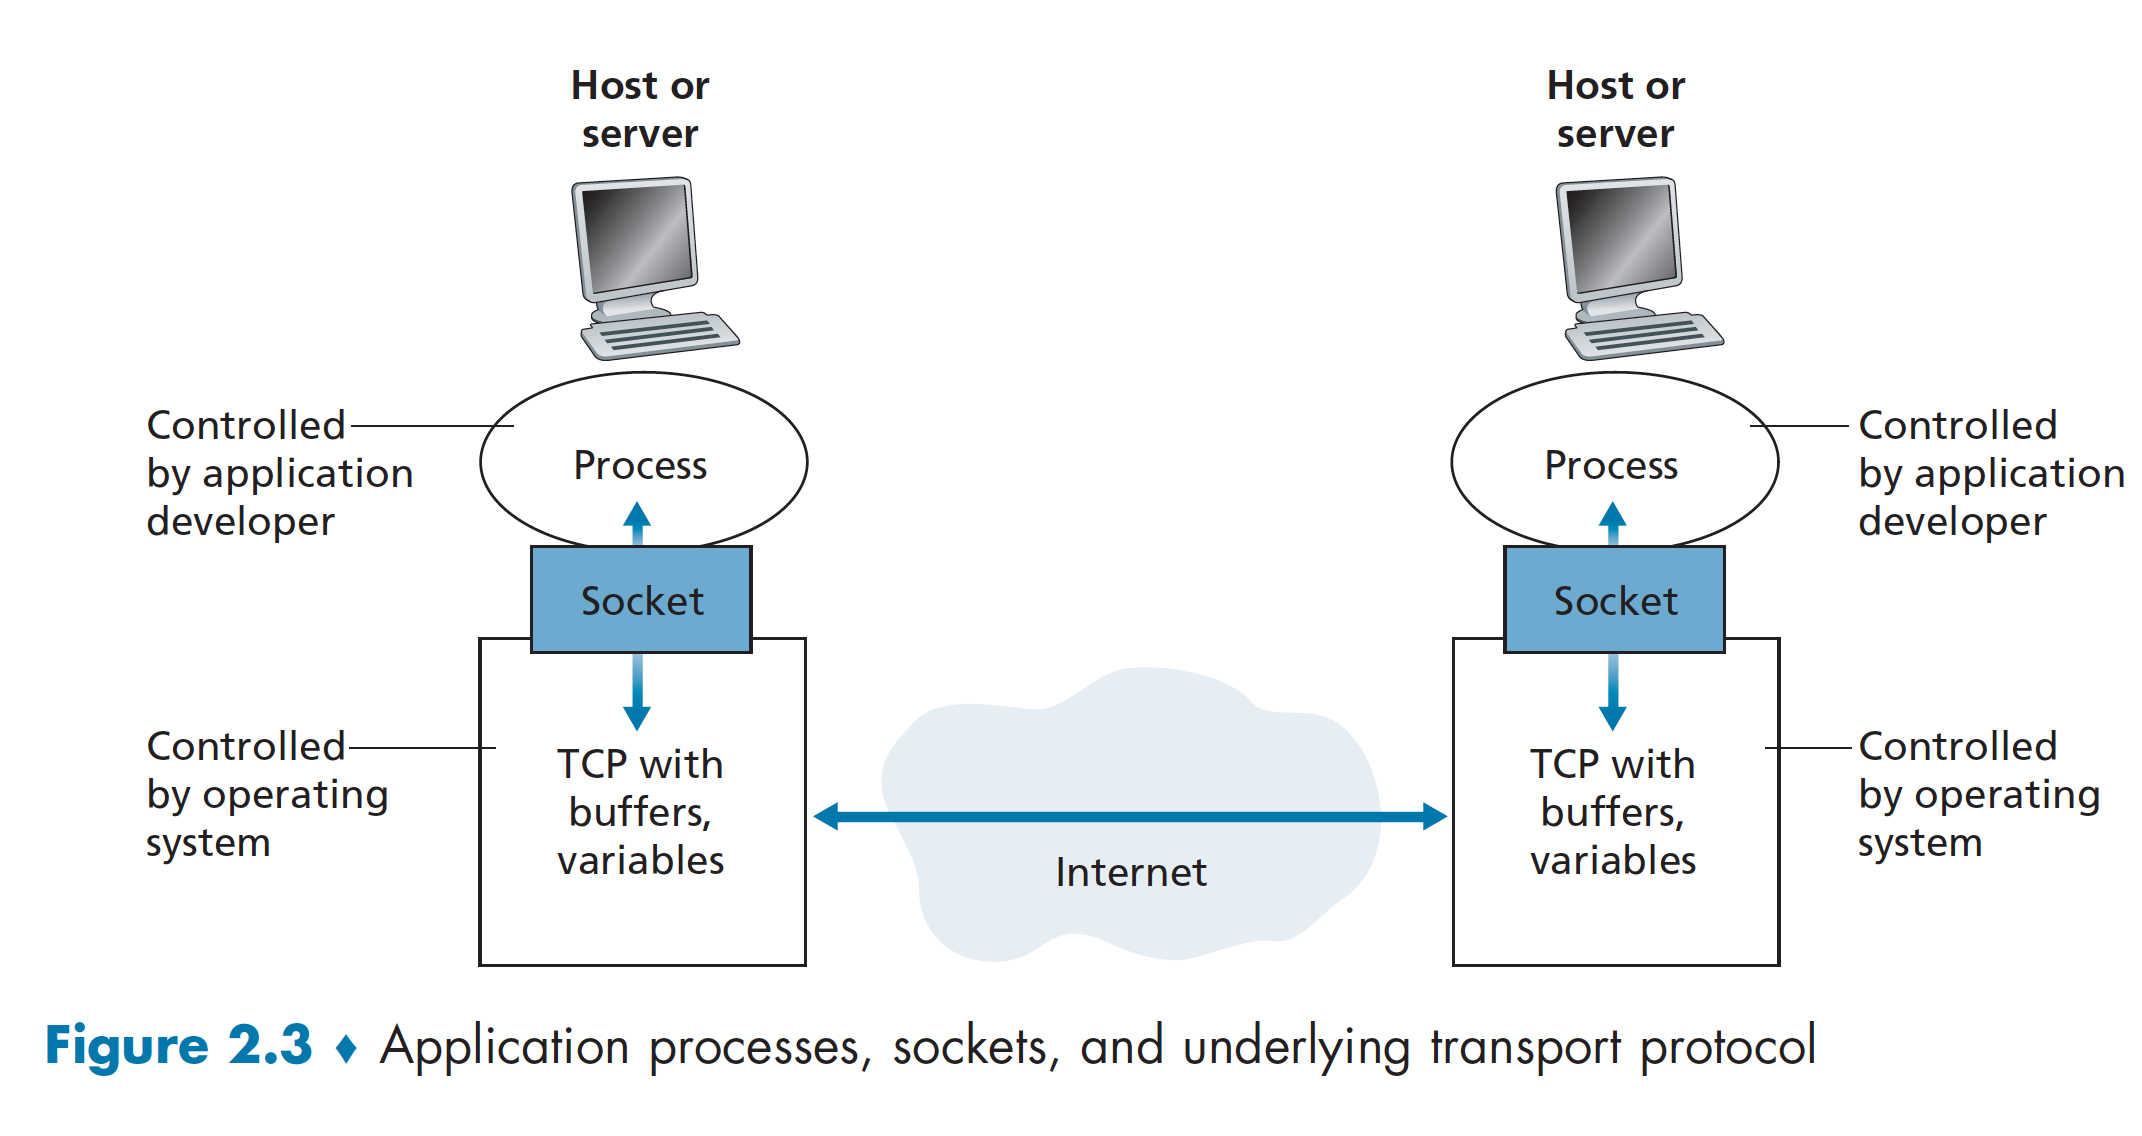 Host or
server
Host or
server
Controlled
by application
developer
Process
Process
Controlled
by application
developer
Socket
Socket
Controlled
by operating
system
TCP with
buffers,
variables
Internet
TCP with
buffers,
variables
Controlled
by operating
system
Figure 2.3 ♦ Application processes, sockets, and underlying transport protocol